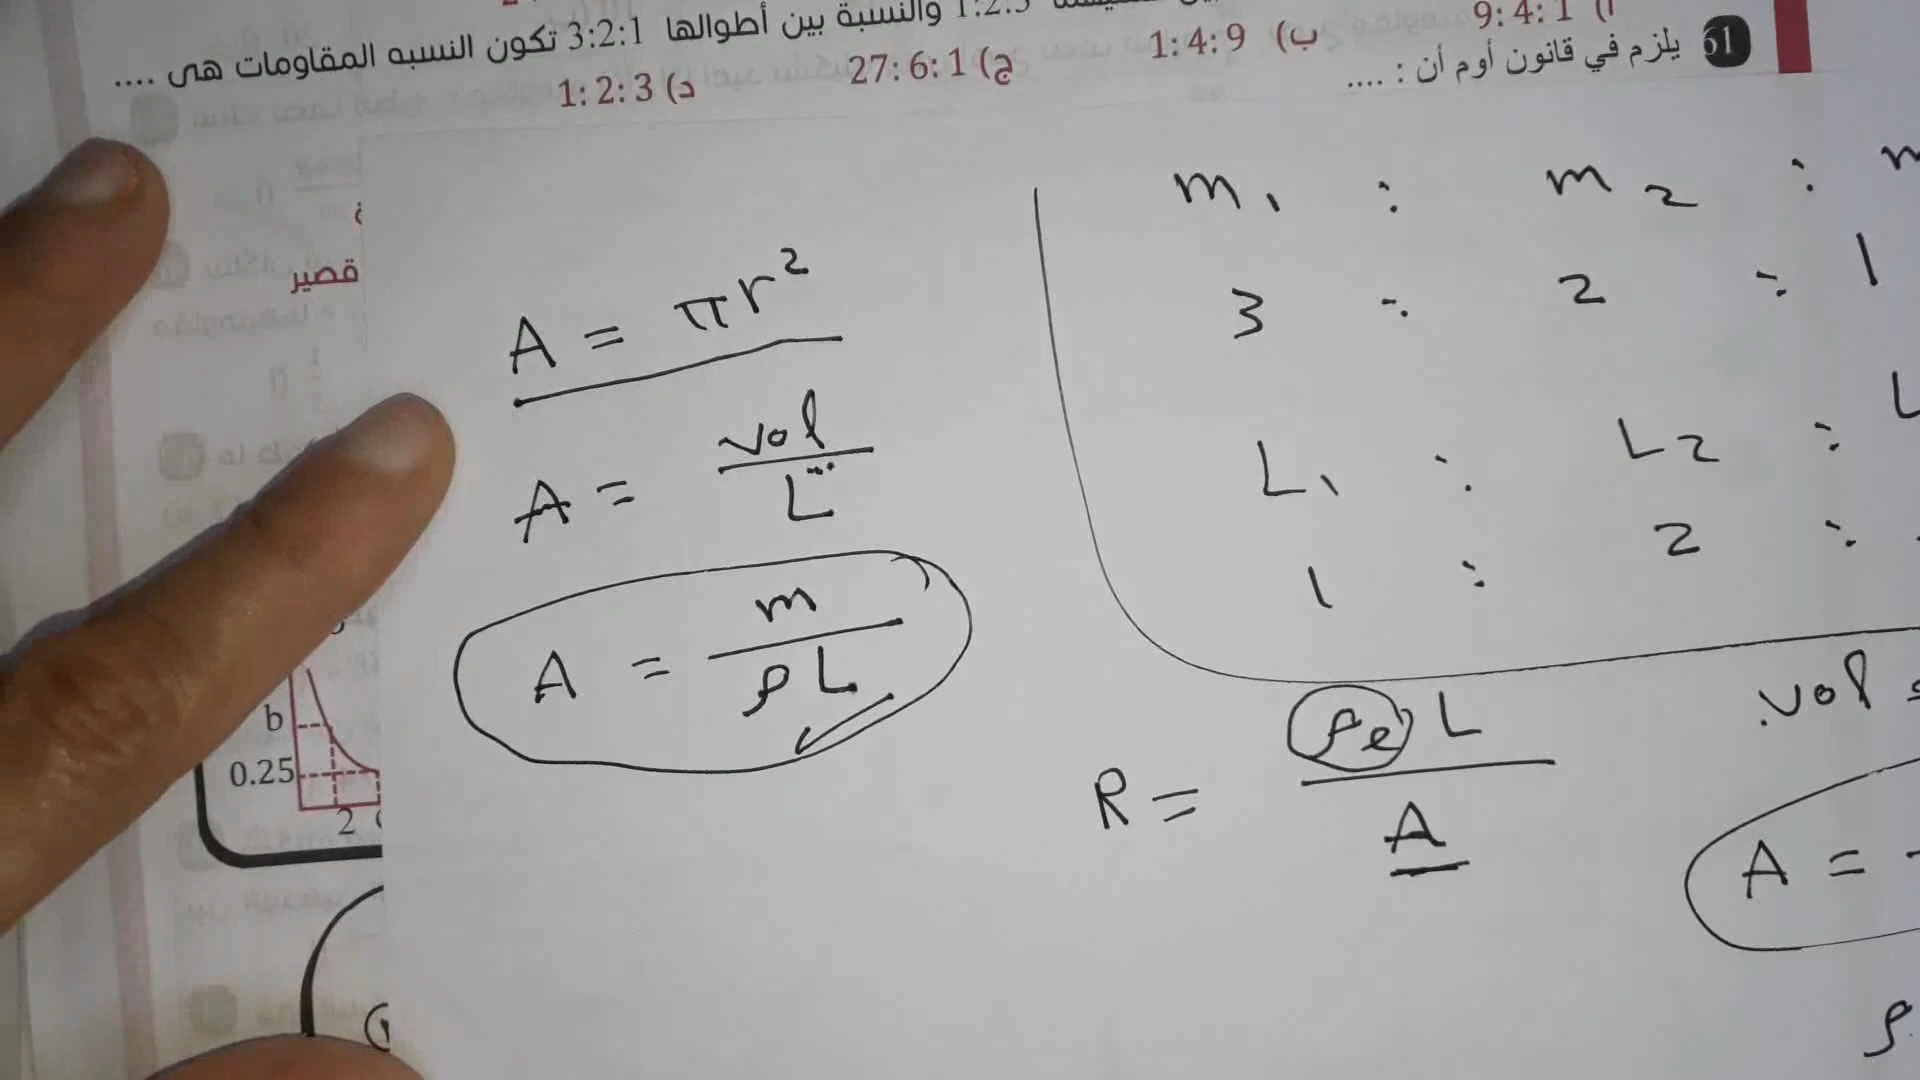 والنسبة بين أطوالها 3:2:1 تكون النسبه المقاومات هى ....
أ) 9: 4: 1
ب) 1: 4: 9
ج) 27: 6: 1
د) 1: 2: 3
61 يلزم في قانون أوم أن : ....
قصير
A = πr²
A = vol / L
A = m / ρL
m₁ : m₂ :
3 : 2 : 1
L₁ : L₂ : L
1 : 2 :
R = ρe L / A
vol
A =
ρ
b
0.25
2